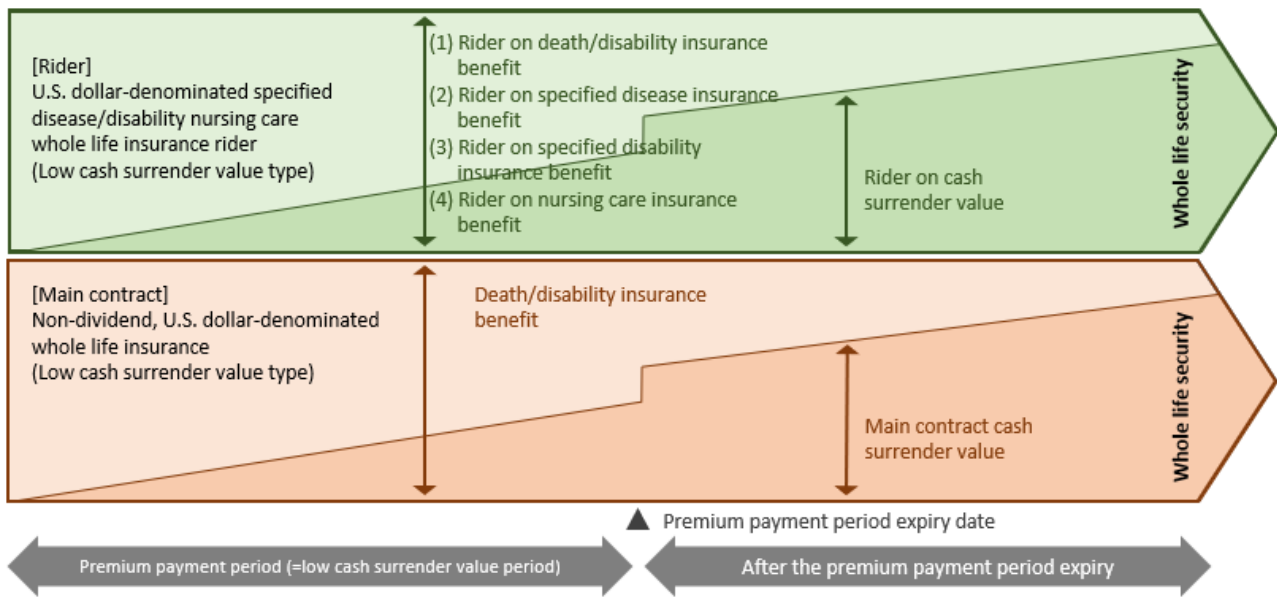 [Rider]
U.S. dollar-denominated specified
disease/disability nursing care
whole life insurance rider
(Low cash surrender value type)
(1) Rider on death/disability insurance
benefit
(2) Rider on specified disease insurance
benefit
(3) Rider on specified disability
insurance benefit
(4) Rider on nursing care insurance
benefit
Rider on cash
surrender value
Whole life security
[Main contract]
Non-dividend, U.S. dollar-denominated
whole life insurance
(Low cash surrender value type)
Death/disability insurance
benefit
Main contract cash
surrender value
Whole life security
▲ Premium payment period expiry date
Premium payment period (=low cash surrender value period)
After the premium payment period expiry